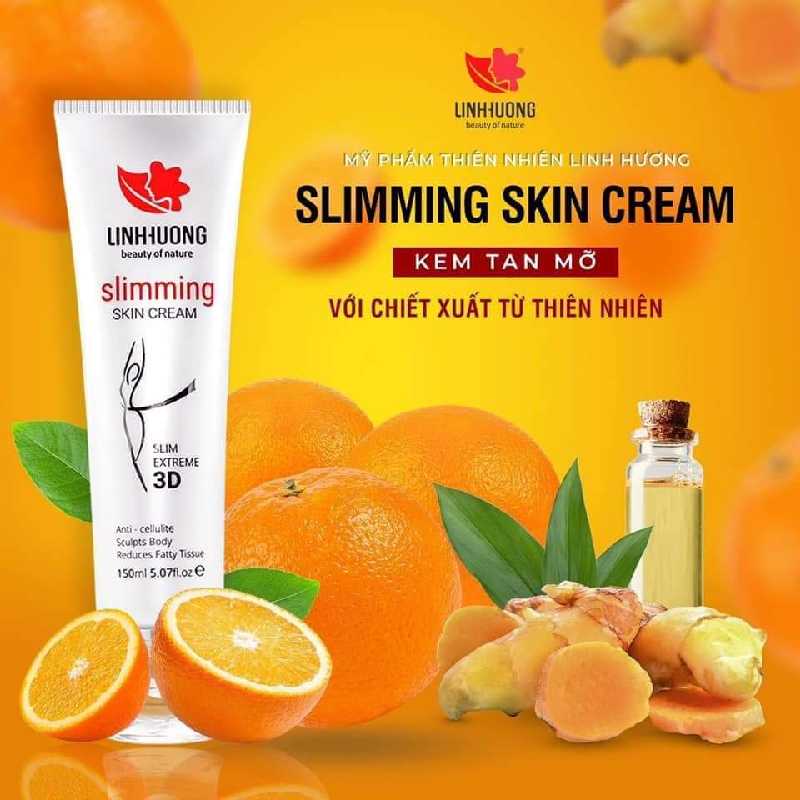 LINHHUONG
beauty of nature
MỸ PHẨM THIÊN NHIÊN LINH HƯƠNG
SLIMMING SKIN CREAM
KEM TAN MỠ
VỚI CHIẾT XUẤT TỪ THIÊN NHIÊN
LINHHUONG
beauty of nature
slimming
SKIN CREAM
SLIM
EXTREME
3D
Anti - cellulite
Sculpts Body
Reduces Fatty Tissue
150ml 5.07fl.oz e